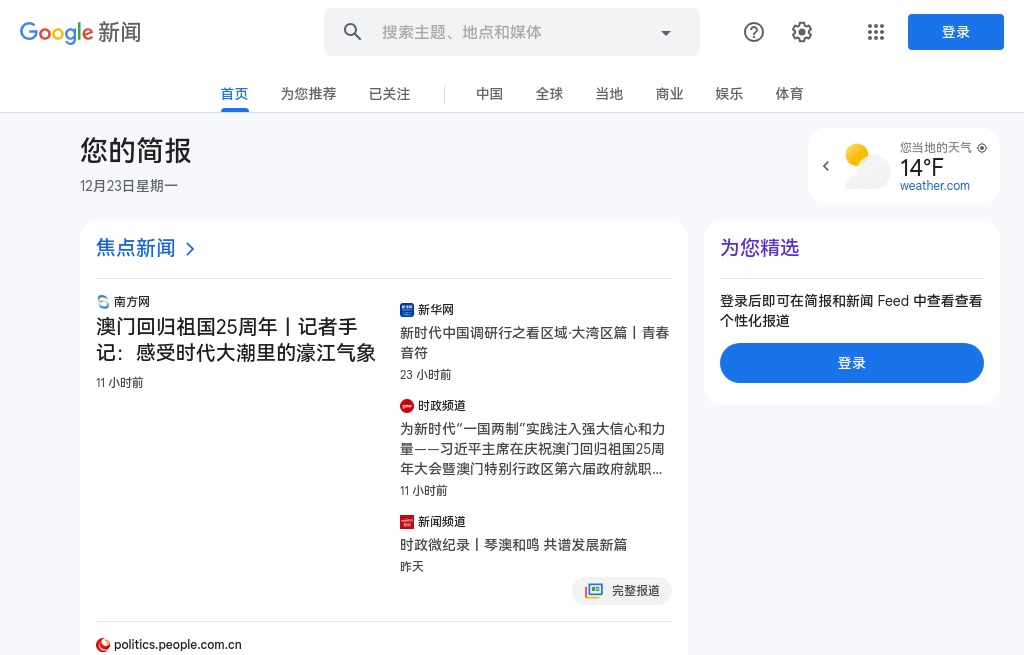 Google 新闻
搜索主题、地点和媒体
登录
首页
为您推荐
已关注
中国
全球
当地
商业
娱乐
体育
您的简报
12月23日星期一
您当地的天气
14°F
weather.com
焦点新闻
南方网
澳门回归祖国25周年丨记者手
记：感受时代大潮里的濠江气象
11 小时前
新华网
新时代中国调研行之看区域·大湾区篇丨青春
音符
23 小时前
时政频道
为新时代“一国两制”实践注入强大信心和力
量——习近平主席在庆祝澳门回归祖国25周
年大会暨澳门特别行政区第六届政府就职...
11 小时前
新闻频道
时政微纪录丨琴澳和鸣 共谱发展新篇
昨天
完整报道
politics.people.com.cn
为您精选
登录后即可在简报和新闻 Feed 中查看查看
个性化报道
登录